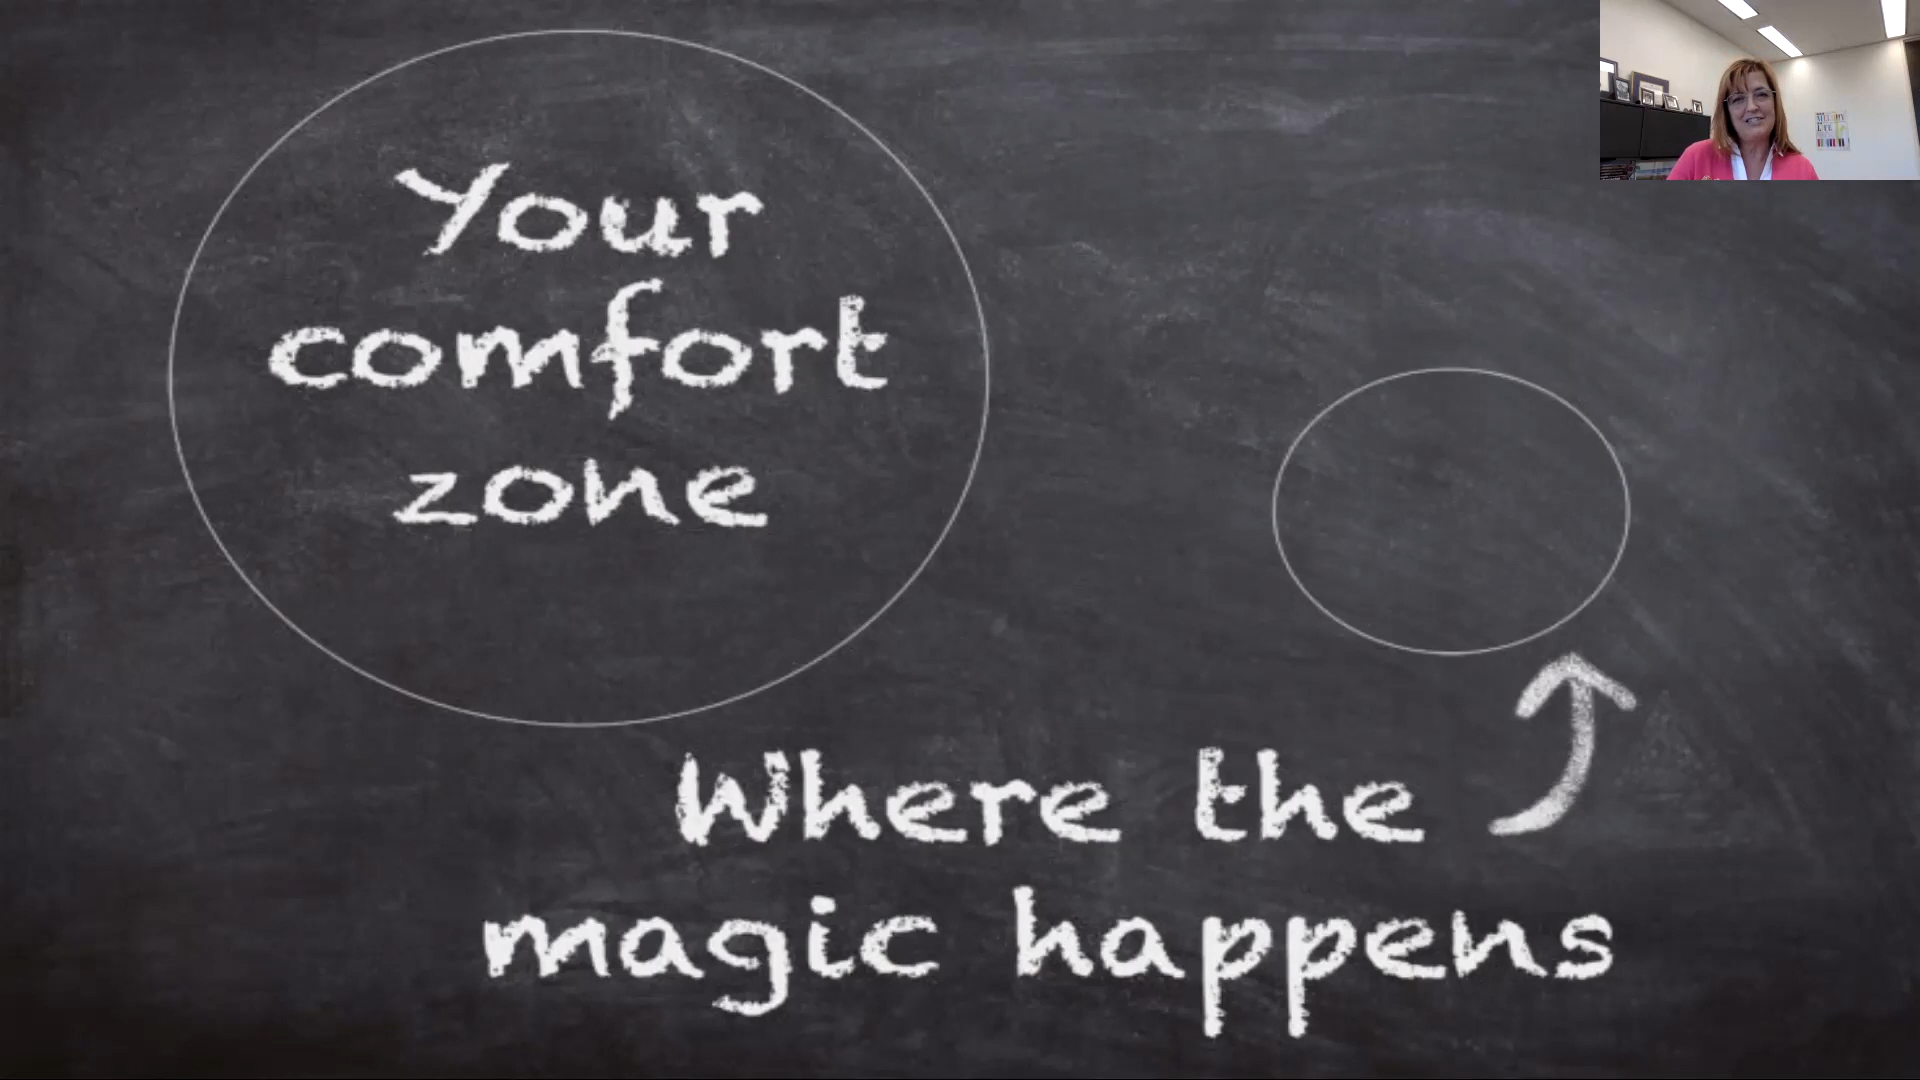 Your
comfort
zone
Where the
magic happens